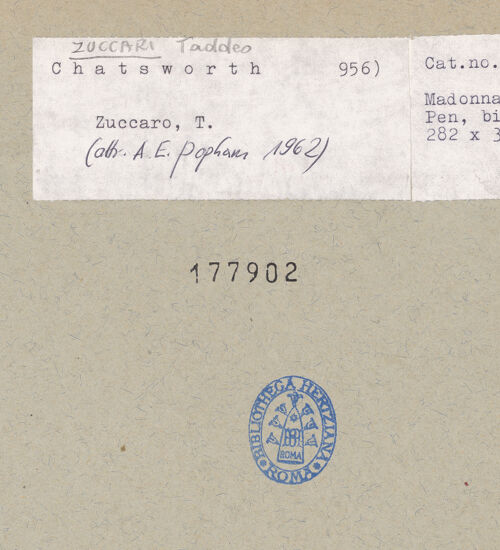 ZUCCARI Taddeo
Chatsworth 956)
Zuccaro, T.
(attr. A. E. Popham 1962)
Cat.no.
Madonna
Pen, bi
282 x 3
177902
BIBLIOTHECA HERTZIANA
ROMA
ROMA